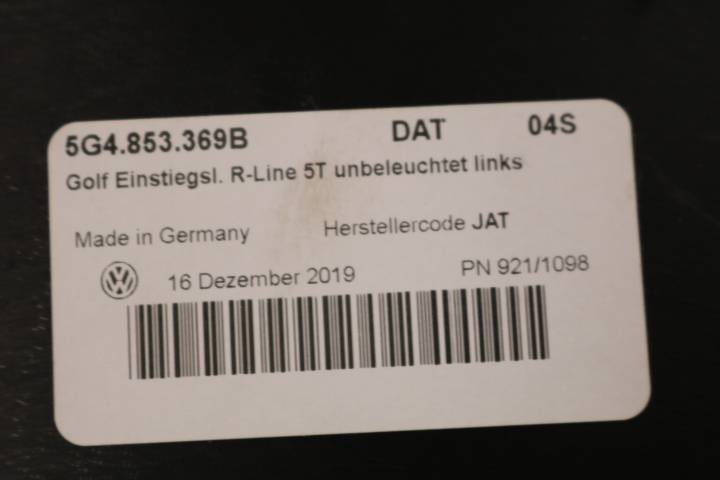 5G4.853.369B DAT 04S
Golf Einstiegsl. R-Line 5T unbeleuchtet links
Made in Germany Herstellercode JAT
16 Dezember 2019 PN 921/1098